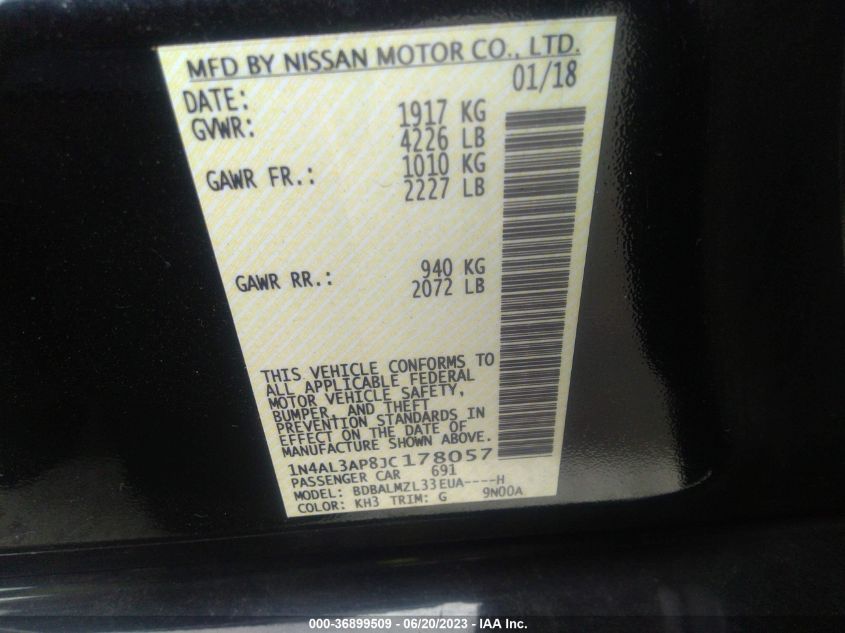 MFD BY NISSAN MOTOR CO., LTD.
DATE: 01/18
GVWR: 1917 KG
4226 LB
GAWR FR.: 1010 KG
2227 LB
GAWR RR.: 940 KG
2072 LB
THIS VEHICLE CONFORMS TO
ALL APPLICABLE FEDERAL
MOTOR VEHICLE SAFETY,
BUMPER, AND THEFT
PREVENTION STANDARDS IN
EFFECT ON THE DATE OF
MANUFACTURE SHOWN ABOVE.
1N4AL3AP8JC178057
PASSENGER CAR 691
MODEL: BDBALMZL33EUA----H
COLOR: KH3 TRIM: G 9N00A
000-36899509 - 06/20/2023 - IAA Inc.